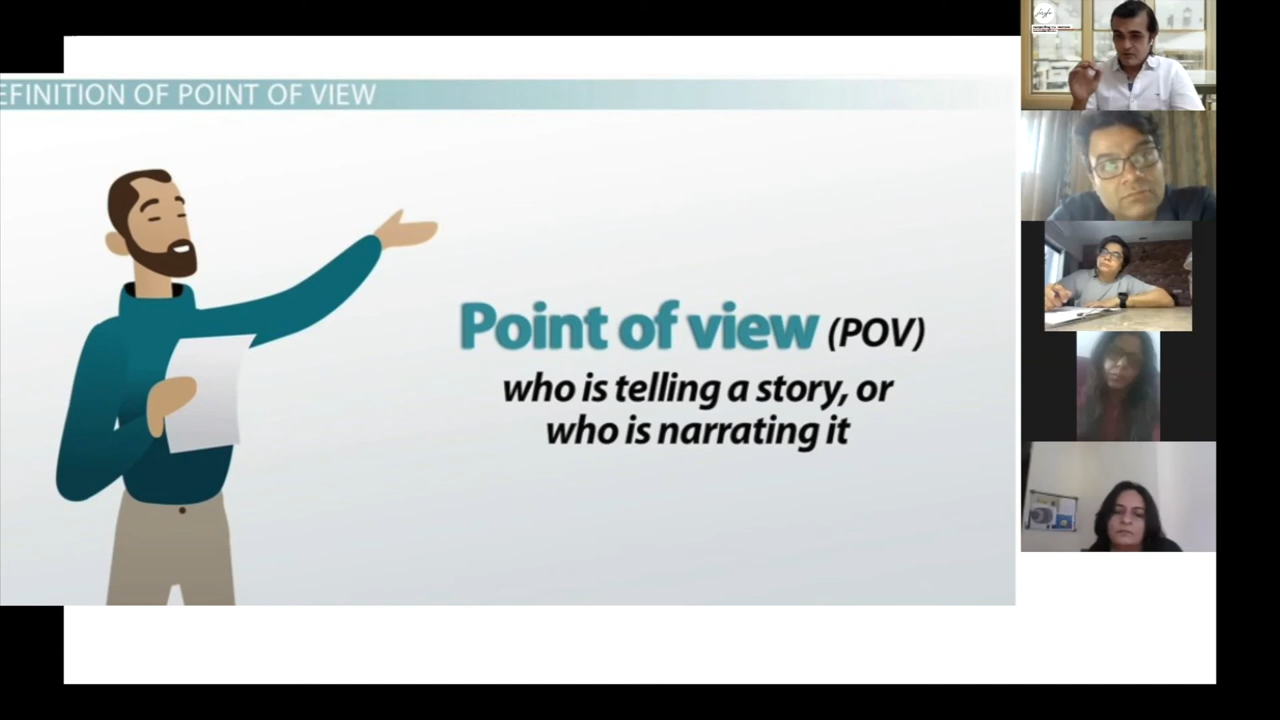 EFINITION OF POINT OF VIEW
Point of view (POV)
who is telling a story, or
who is narrating it